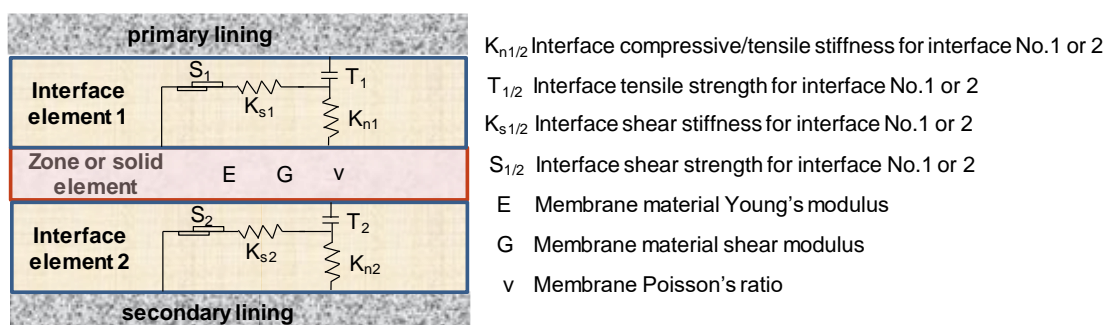 primary lining
S1
T1
Interface
element 1
Ks1
Kn1
Zone or solid
element
E G v
S2
T2
Interface
element 2
Ks2
Kn2
secondary lining
Kn1/2 Interface compressive/tensile stiffness for interface No.1 or 2
T1/2 Interface tensile strength for interface No.1 or 2
Ks1/2 Interface shear stiffness for interface No.1 or 2
S1/2 Interface shear strength for interface No.1 or 2
E Membrane material Young's modulus
G Membrane material shear modulus
v Membrane Poisson's ratio